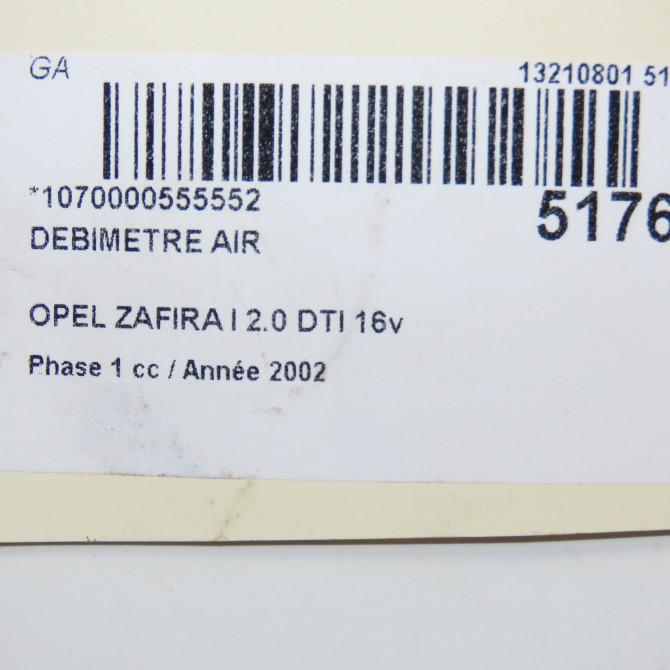 GA 13210801 51
*1070000555552 5176
DEBIMETRE AIR
OPEL ZAFIRA I 2.0 DTI 16v
Phase 1 cc / Année 2002